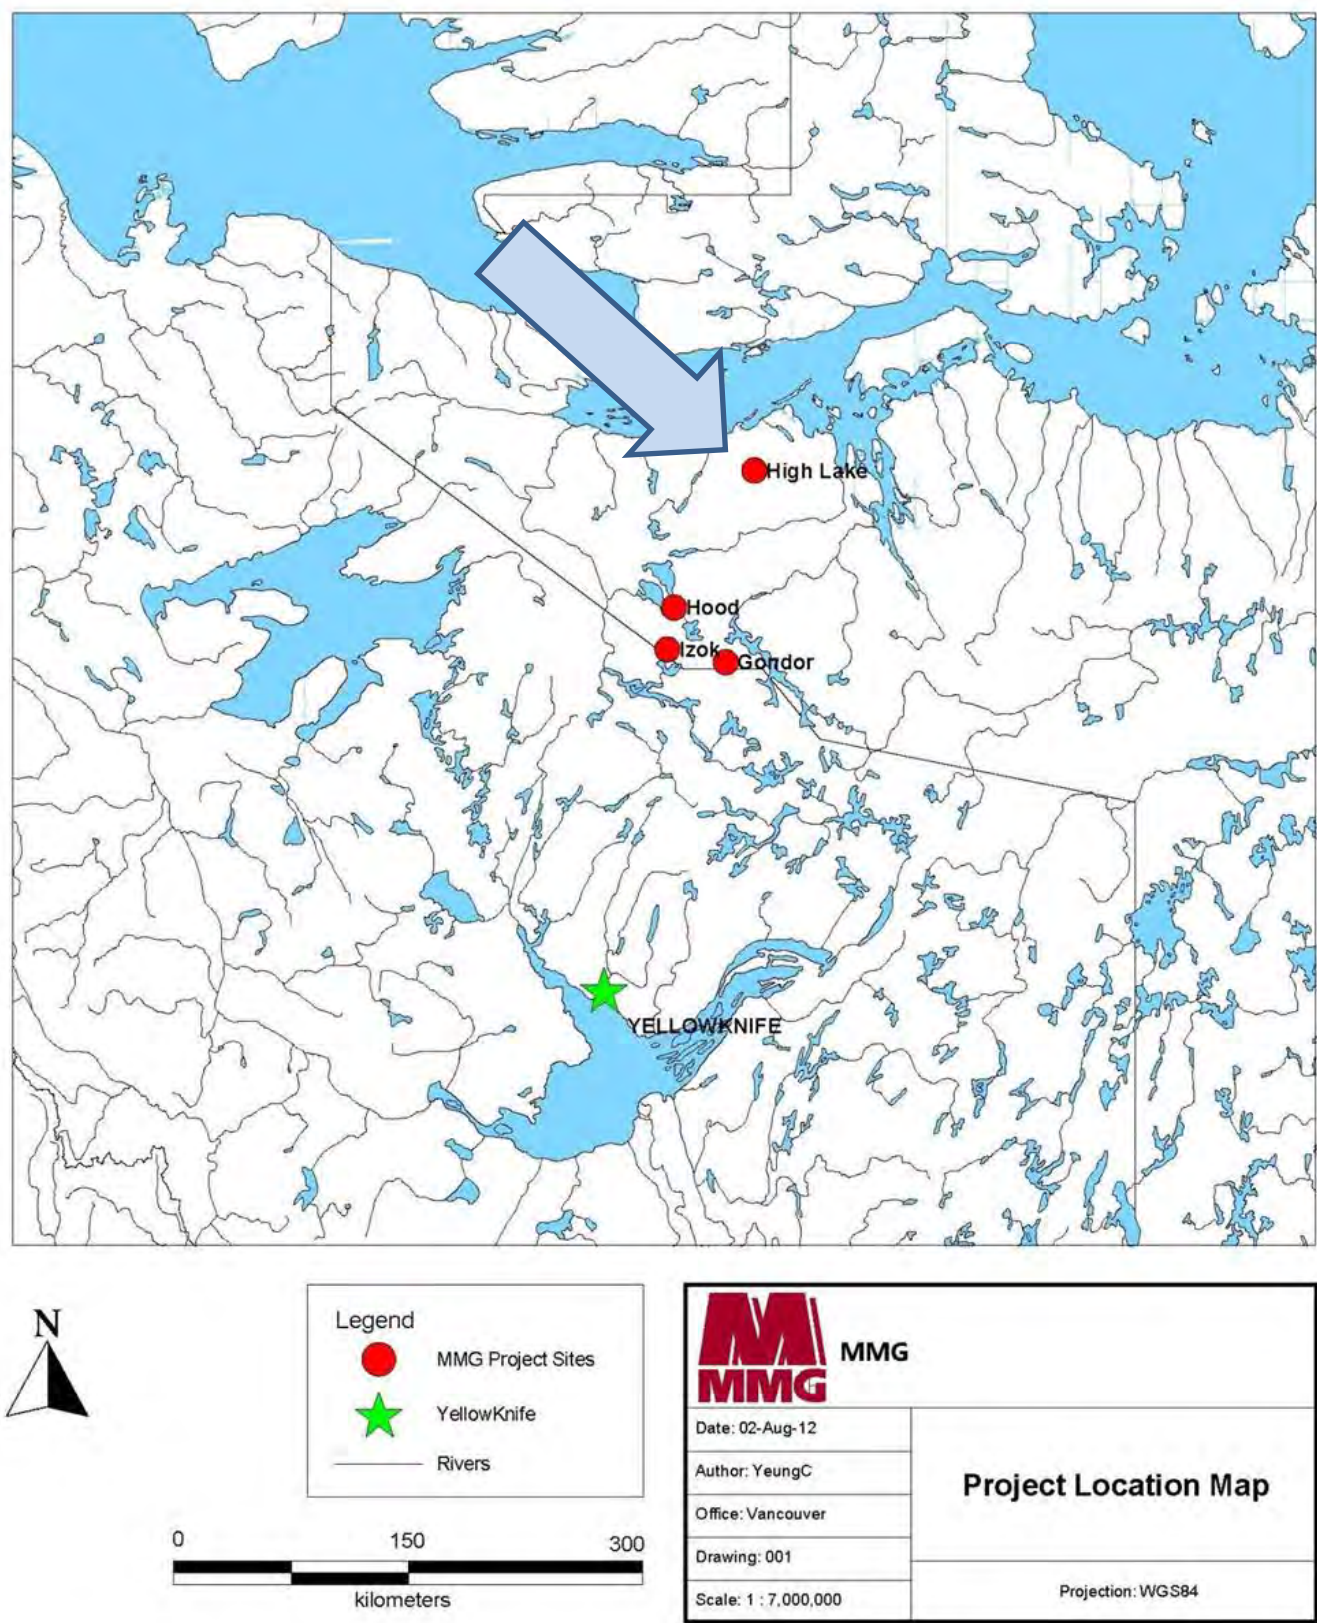 High Lake
Hood
Izok
Gondor
YELLOWKNIFE
N
Legend
MMG Project Sites
YellowKnife
Rivers
0 150 300
kilometers
MMG
MMG
Date: 02-Aug-12
Author: YeungC
Office: Vancouver
Drawing: 001
Scale: 1 : 7,000,000
Project Location Map
Projection: WGS84